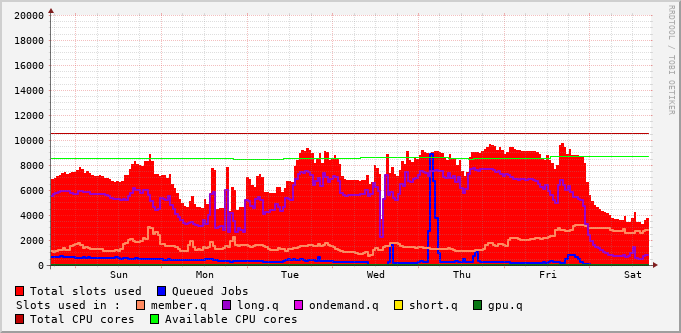 20000
18000
16000
14000
12000
10000
8000
6000
4000
2000
0
Sun Mon Tue Wed Thu Fri Sat
RRDTOOL / TOBI OETIKER
Total slots used Queued Jobs
Slots used in : member.q long.q ondemand.q short.q gpu.q
Total CPU cores Available CPU cores